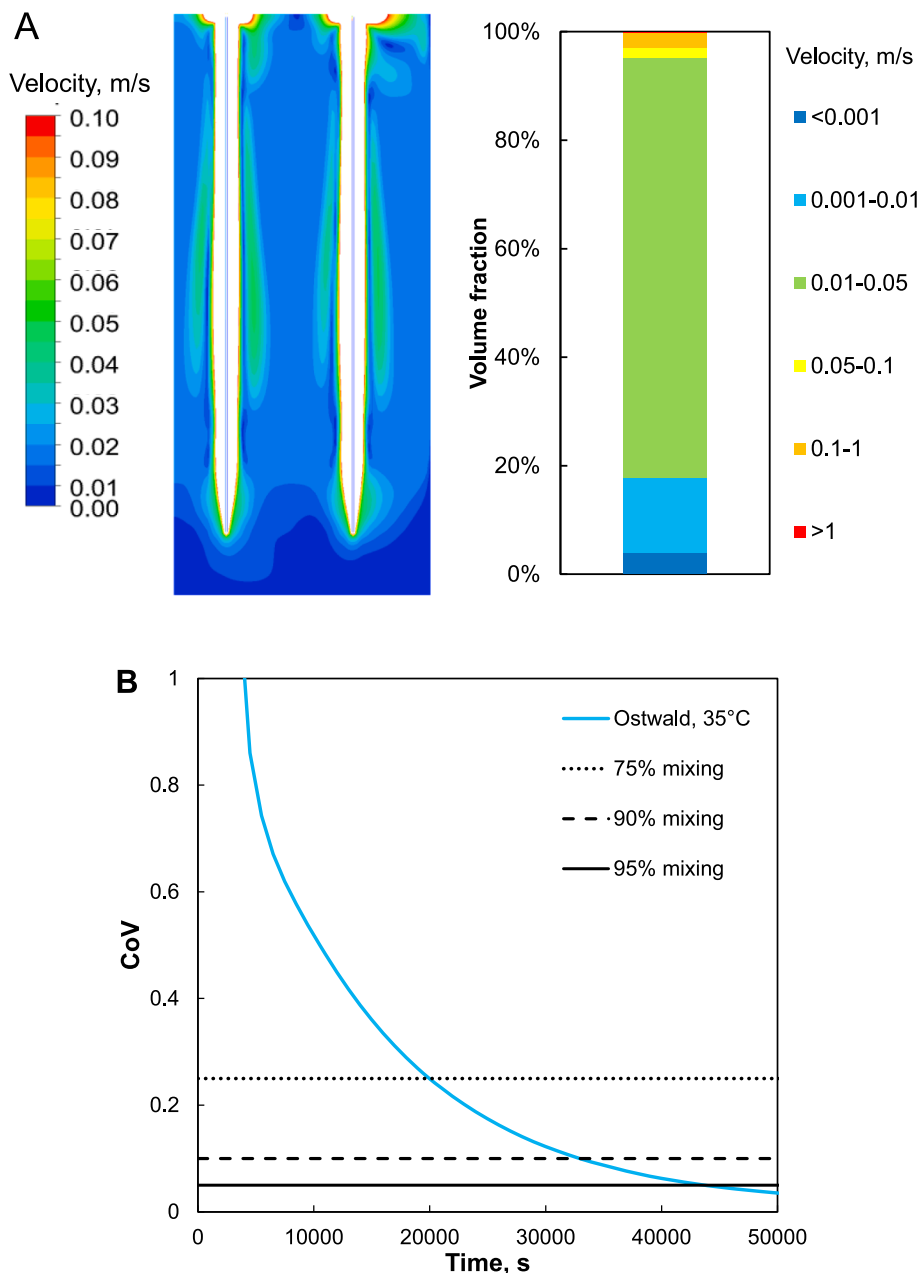 A
Velocity, m/s
0.10
0.09
0.08
0.07
0.06
0.05
0.04
0.03
0.02
0.01
0.00
Volume fraction
100%
80%
60%
40%
20%
0%
Velocity, m/s
<0.001
0.001-0.01
0.01-0.05
0.05-0.1
0.1-1
>1
B
CoV
1
0.8
0.6
0.4
0.2
0
Ostwald, 35°C
75% mixing
90% mixing
95% mixing
0 10000 20000 30000 40000 50000
Time, s